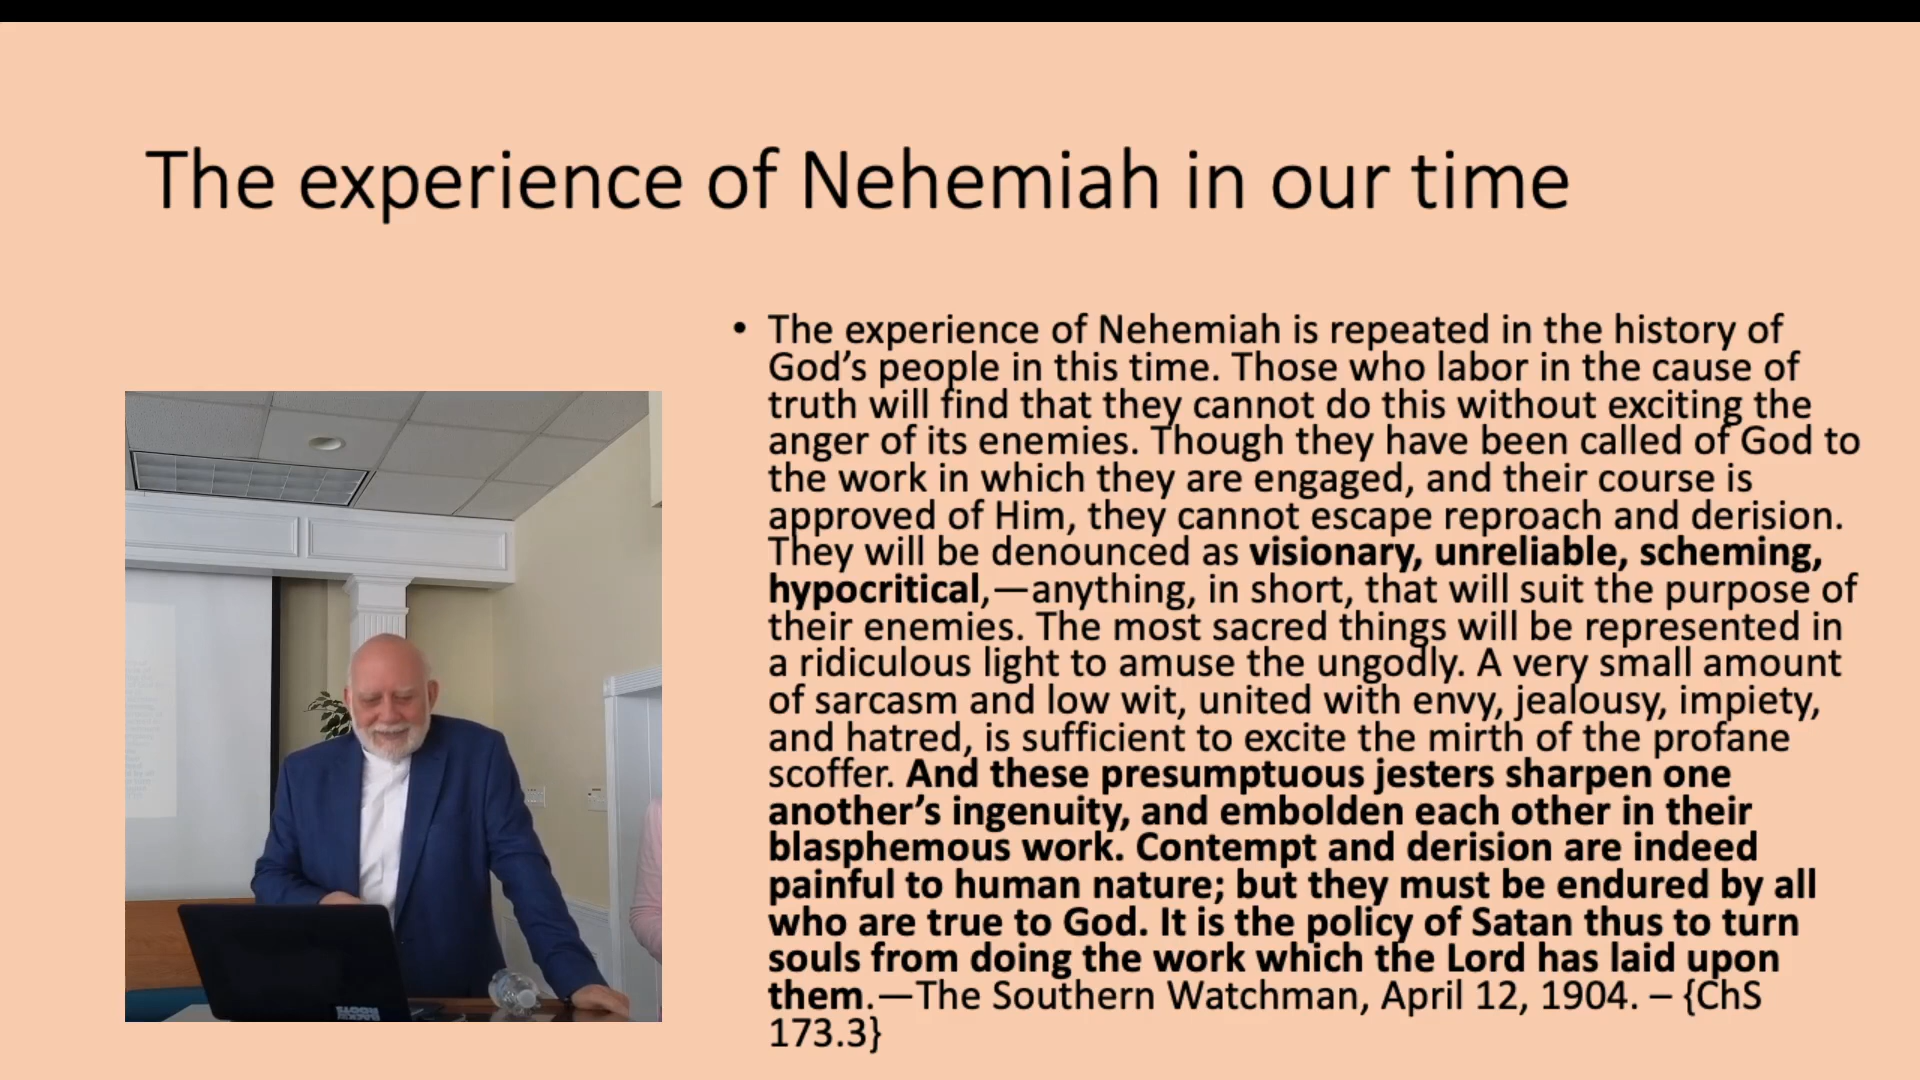 The experience of Nehemiah in our time
• The experience of Nehemiah is repeated in the history of
God’s people in this time. Those who labor in the cause of
truth will find that they cannot do this without exciting the
anger of its enemies. Though they have been called of God to
the work in which they are engaged, and their course is
approved of Him, they cannot escape reproach and derision.
They will be denounced as visionary, unreliable, scheming,
hypocritical,—anything, in short, that will suit the purpose of
their enemies. The most sacred things will be represented in
a ridiculous light to amuse the ungodly. A very small amount
of sarcasm and low wit, united with envy, jealousy, impiety,
and hatred, is sufficient to excite the mirth of the profane
scoffer. And these presumptuous jesters sharpen one
another’s ingenuity, and embolden each other in their
blasphemous work. Contempt and derision are indeed
painful to human nature; but they must be endured by all
who are true to God. It is the policy of Satan thus to turn
souls from doing the work which the Lord has laid upon
them.—The Southern Watchman, April 12, 1904. – {ChS
173.3}